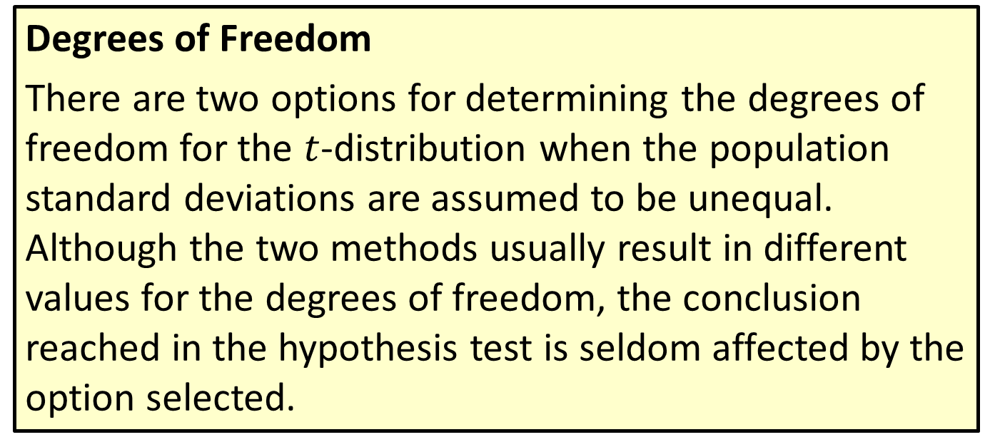 Degrees of Freedom
There are two options for determining the degrees of
freedom for the t-distribution when the population
standard deviations are assumed to be unequal.
Although the two methods usually result in different
values for the degrees of freedom, the conclusion
reached in the hypothesis test is seldom affected by the
option selected.